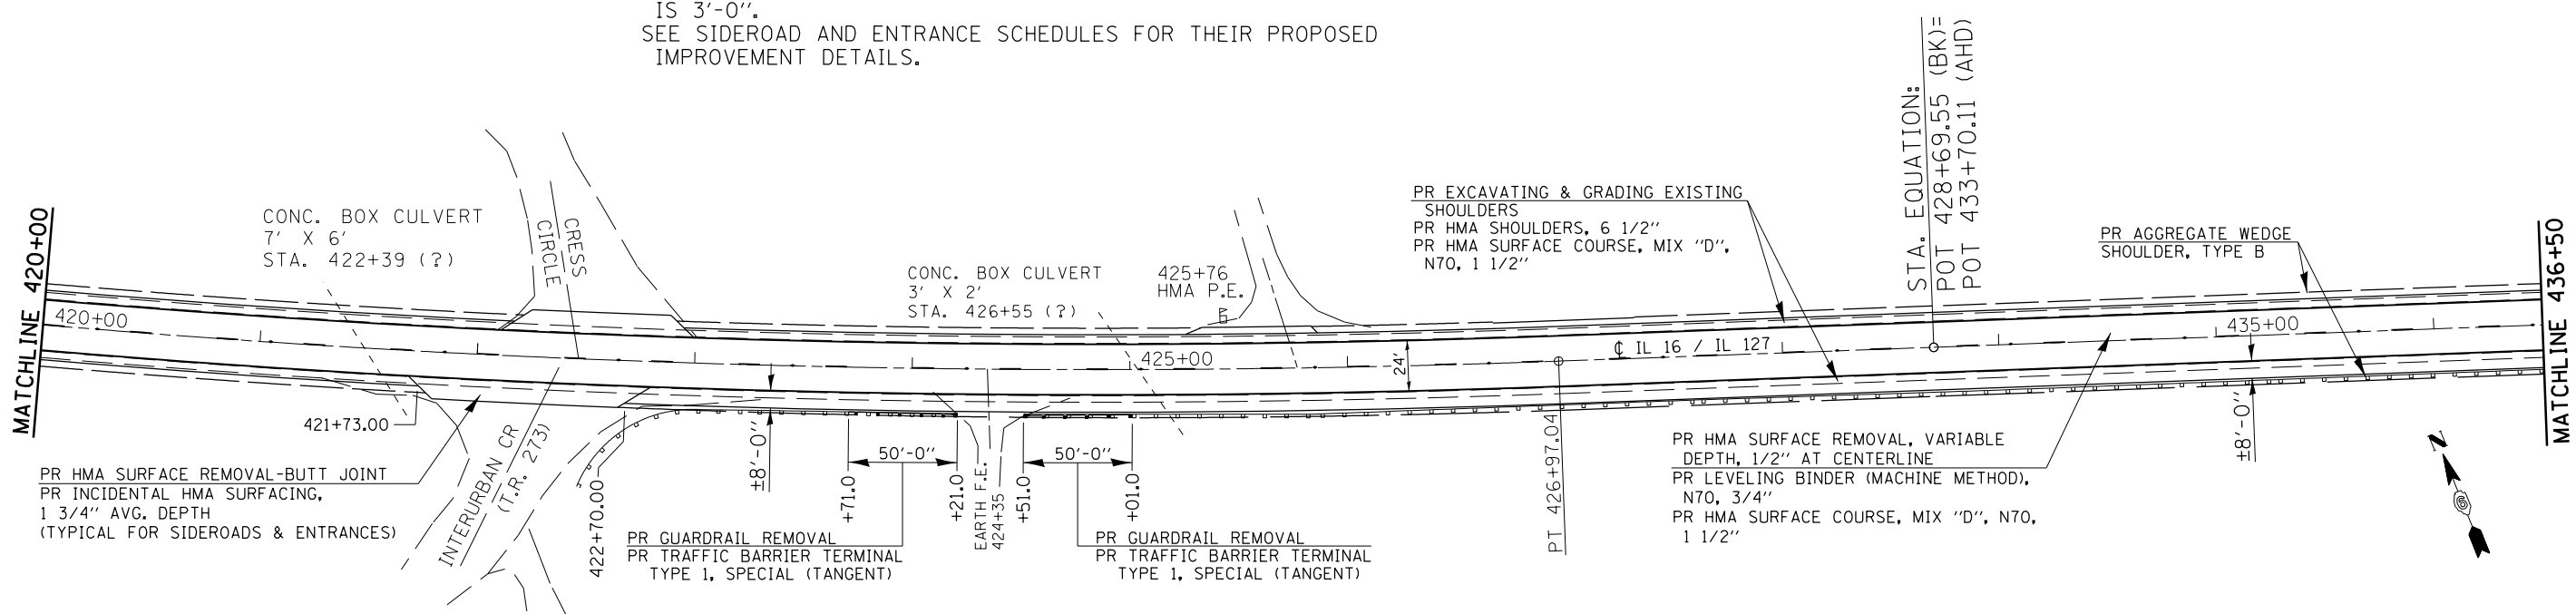 IS 3'-0".
SEE SIDEROAD AND ENTRANCE SCHEDULES FOR THEIR PROPOSED
IMPROVEMENT DETAILS.
MATCHLINE 420+00
420+00
CONC. BOX CULVERT
7' X 6'
STA. 422+39 (?)
CRESS
CIRCLE
CONC. BOX CULVERT
3' X 2'
STA. 426+55 (?)
425+76
HMA P.E.
425+00
24'
PR EXCAVATING & GRADING EXISTING
SHOULDERS
PR HMA SHOULDERS, 6 1/2"
PR HMA SURFACE COURSE, MIX "D",
N70, 1 1/2"
℄ IL 16 / IL 127
STA. EQUATION:
POT 428+69.55 (BK)=
POT 433+70.11 (AHD)
PR AGGREGATE WEDGE
SHOULDER, TYPE B
435+00
MATCHLINE 436+50
421+73.00
PR HMA SURFACE REMOVAL-BUTT JOINT
PR INCIDENTAL HMA SURFACING,
1 3/4" AVG. DEPTH
(TYPICAL FOR SIDEROADS & ENTRANCES)
INTERURBAN CR
(T.R. 273)
422+70.00
±8'-0"
+71.0
50'-0"
+21.0
EARTH F.E.
424+35
+51.0
50'-0"
+01.0
PR GUARDRAIL REMOVAL
PR TRAFFIC BARRIER TERMINAL
TYPE 1, SPECIAL (TANGENT)
PR GUARDRAIL REMOVAL
PR TRAFFIC BARRIER TERMINAL
TYPE 1, SPECIAL (TANGENT)
PT 426+97.04
PR HMA SURFACE REMOVAL, VARIABLE
DEPTH, 1/2" AT CENTERLINE
PR LEVELING BINDER (MACHINE METHOD),
N70, 3/4"
PR HMA SURFACE COURSE, MIX "D", N70,
1 1/2"
±8'-0"
N